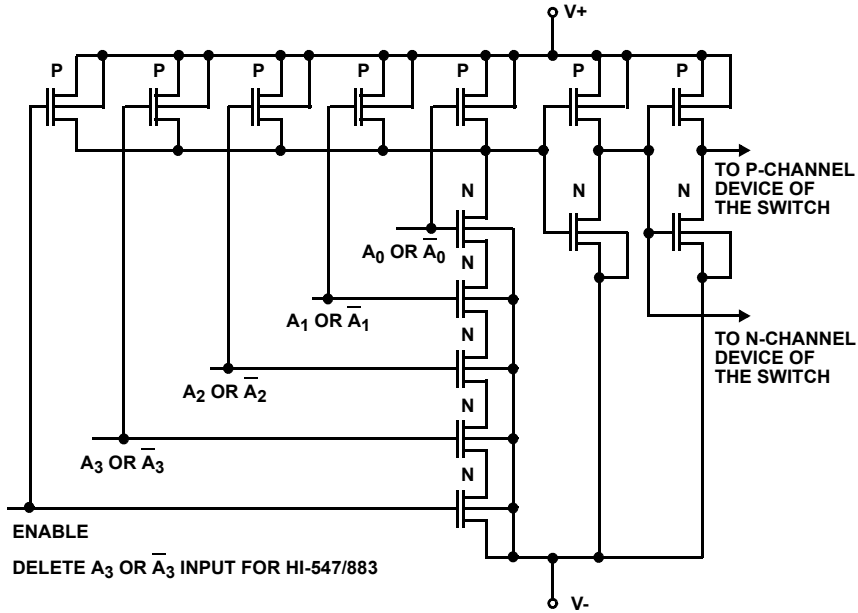 V+
P P P P P P P
TO P-CHANNEL
DEVICE OF
THE SWITCH
N N N
A0 OR A̅0
N
A1 OR A̅1
TO N-CHANNEL
DEVICE OF
THE SWITCH
N
A2 OR A̅2
N
A3 OR A̅3
N
ENABLE
DELETE A3 OR A̅3 INPUT FOR HI-547/883
V-